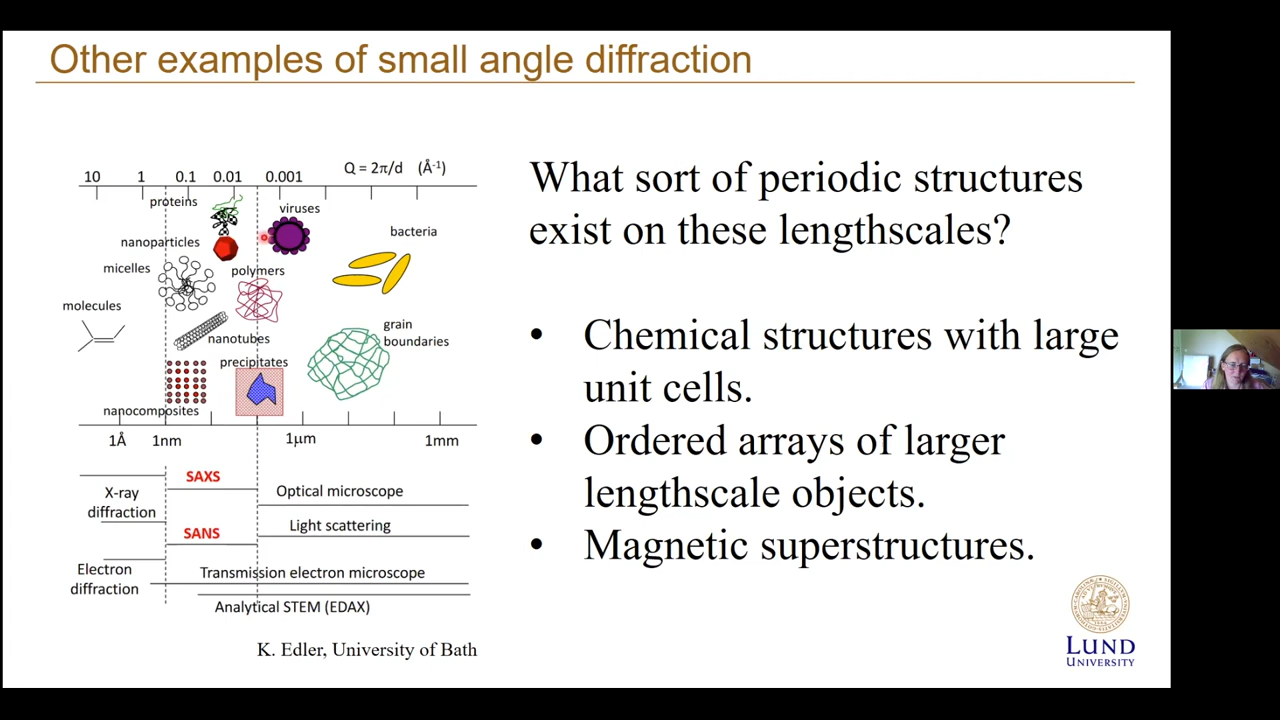 Other examples of small angle diffraction
10 1 0.1 0.01 0.001 Q = 2π/d (Å⁻¹)
proteins
viruses
nanoparticles
bacteria
micelles
polymers
molecules
grain
boundaries
nanotubes
precipitates
nanocomposites
1Å 1nm 1μm 1mm
SAXS
X-ray
diffraction
Optical microscope
Light scattering
SANS
Electron
diffraction
Transmission electron microscope
Analytical STEM (EDAX)
K. Edler, University of Bath
What sort of periodic structures
exist on these lengthscales?
• Chemical structures with large
unit cells.
• Ordered arrays of larger
lengthscale objects.
• Magnetic superstructures.
LUND
UNIVERSITY